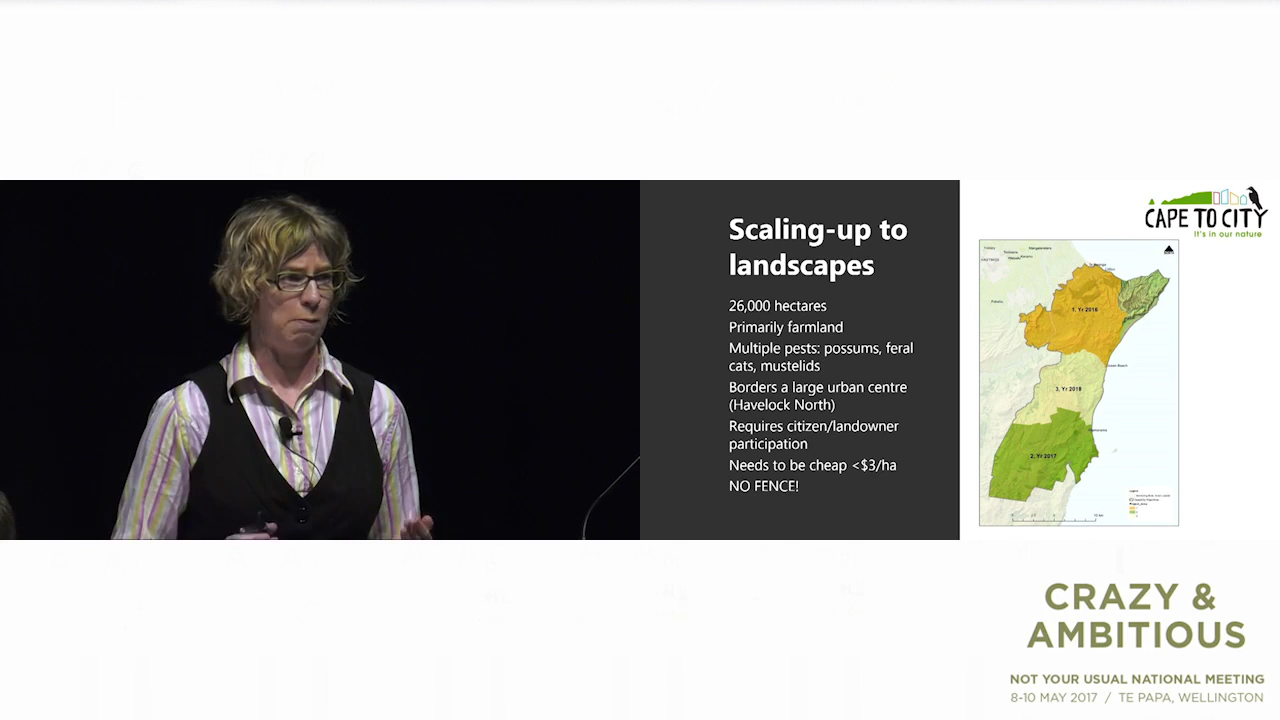 Scaling-up to
landscapes
26,000 hectares
Primarily farmland
Multiple pests: possums, feral
cats, mustelids
Borders a large urban centre
(Havelock North)
Requires citizen/landowner
participation
Needs to be cheap <$3/ha
NO FENCE!
CAPE TO CITY
It's in our nature
1. Yr 2016
3. Yr 2018
2. Yr 2017
CRAZY &
AMBITIOUS
NOT YOUR USUAL NATIONAL MEETING
8-10 MAY 2017 / TE PAPA, WELLINGTON